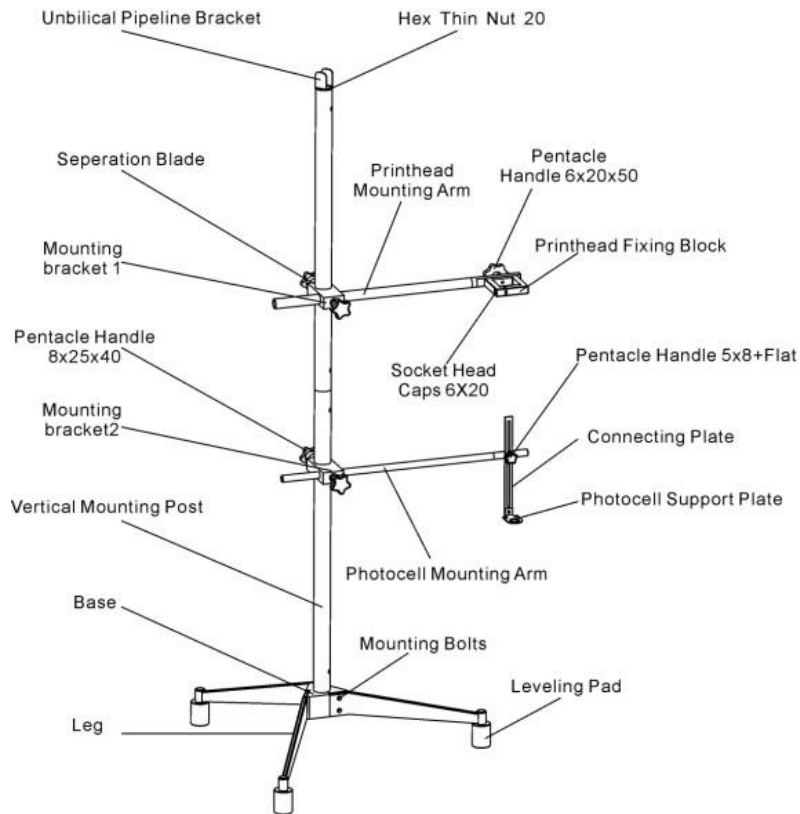 Unbilical Pipeline Bracket
Hex Thin Nut 20
Seperation Blade
Printhead
Mounting Arm
Pentacle
Handle 6x20x50
Mounting
bracket 1
Printhead Fixing Block
Pentacle Handle
8x25x40
Socket Head
Caps 6X20
Pentacle Handle 5x8+Flat
Mounting
bracket2
Connecting Plate
Vertical Mounting Post
Photocell Support Plate
Photocell Mounting Arm
Base
Mounting Bolts
Leveling Pad
Leg